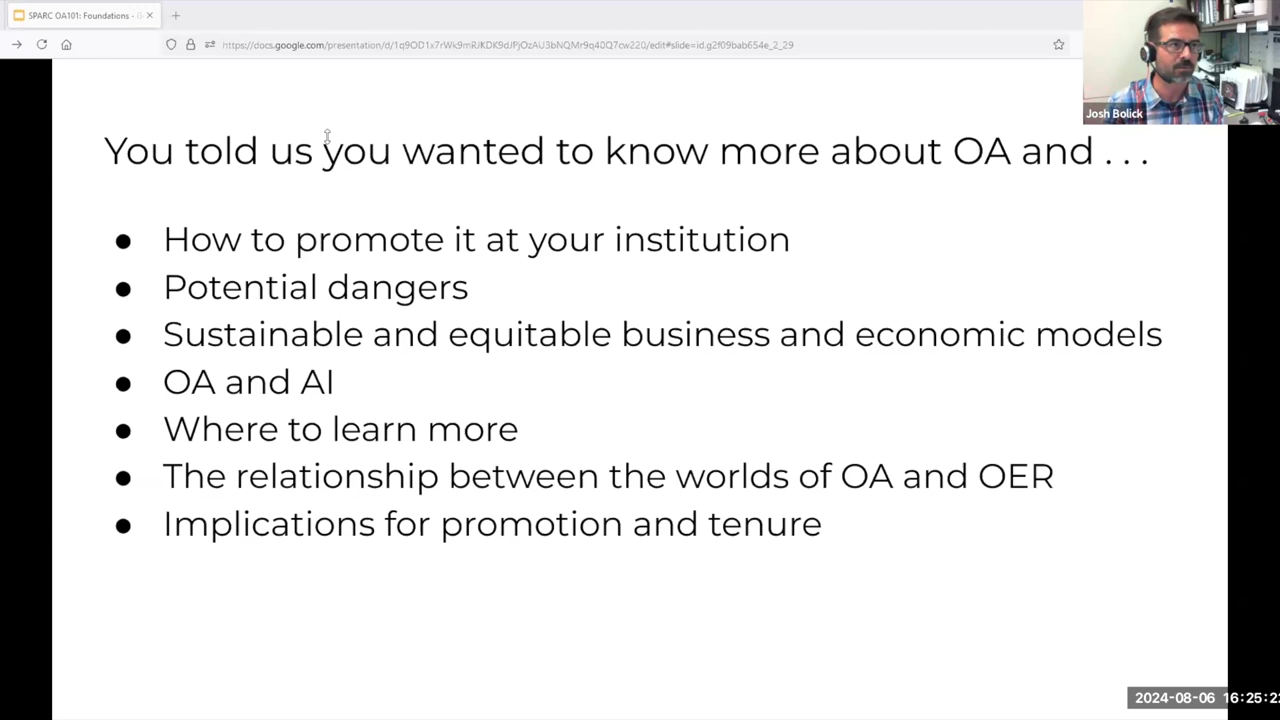 SPARC OA101: Foundations - G
Josh Bolick
You told us you wanted to know more about OA and . . .
● How to promote it at your institution
● Potential dangers
● Sustainable and equitable business and economic models
● OA and AI
● Where to learn more
● The relationship between the worlds of OA and OER
● Implications for promotion and tenure
2024-08-06 16:25:2